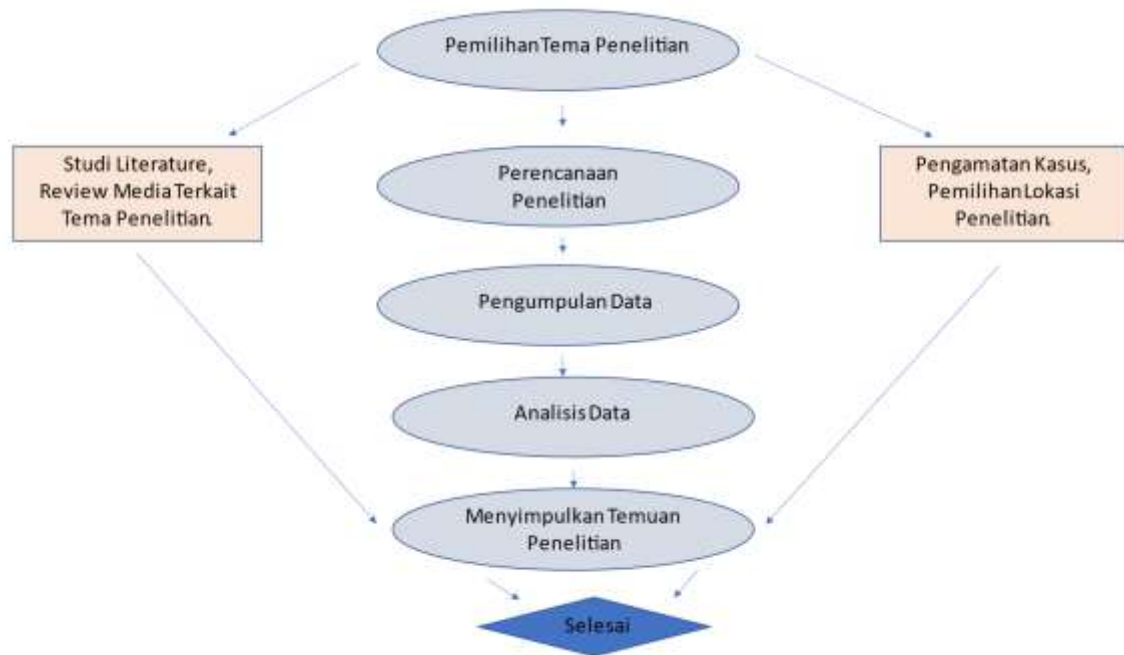 Pemilihan Tema Penelitian
Studi Literature,
Review Media Terkait
Tema Penelitian.
Perencanaan
Penelitian
Pengamatan Kasus,
Pemilihan Lokasi
Penelitian.
Pengumpulan Data
Analisis Data
Menyimpulkan Temuan
Penelitian
Selesai